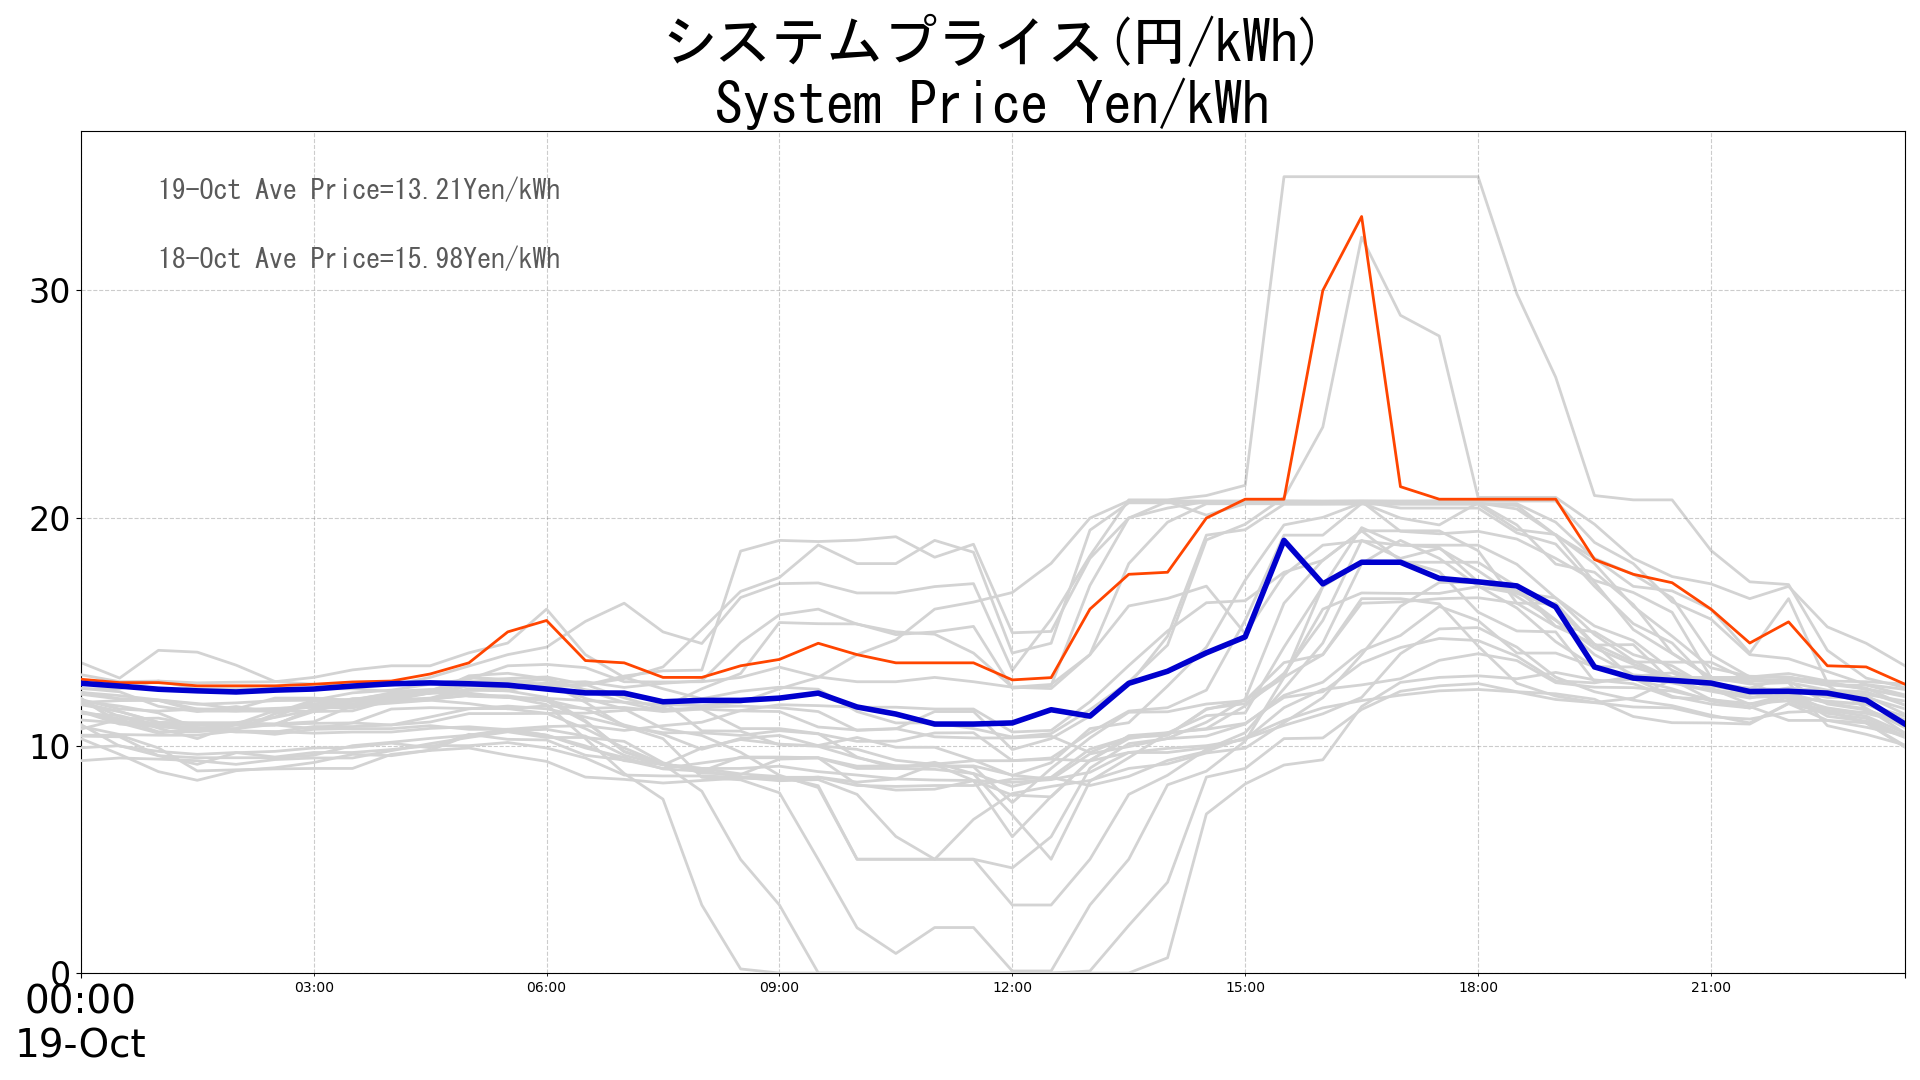 システムプライス(円/kWh)
System Price Yen/kWh
19-Oct Ave Price=13.21Yen/kWh
18-Oct Ave Price=15.98Yen/kWh
30
20
10
0
00:00 03:00 06:00 09:00 12:00 15:00 18:00 21:00
19-Oct